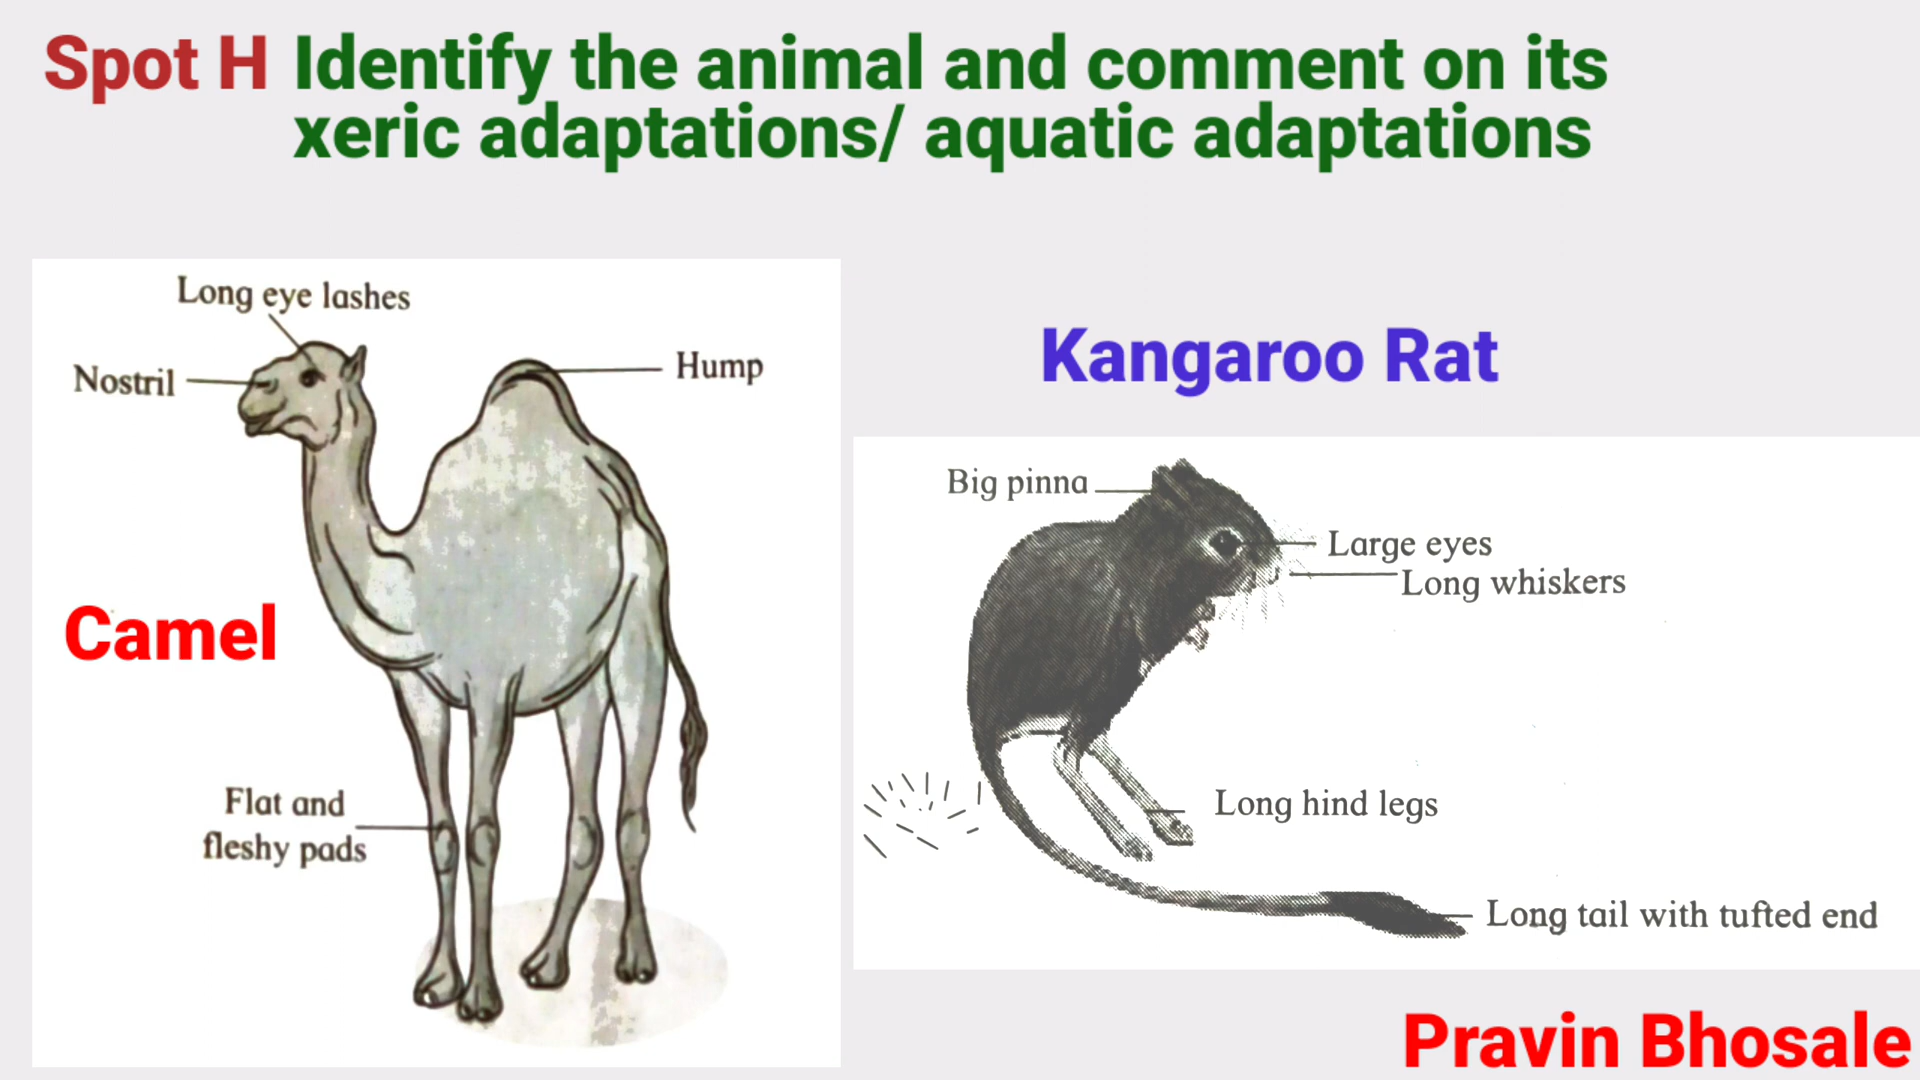 Spot H Identify the animal and comment on its
xeric adaptations/ aquatic adaptations
Long eye lashes
Nostril
Hump
Camel
Flat and
fleshy pads
Kangaroo Rat
Big pinna
Large eyes
Long whiskers
Long hind legs
Long tail with tufted end
Pravin Bhosale